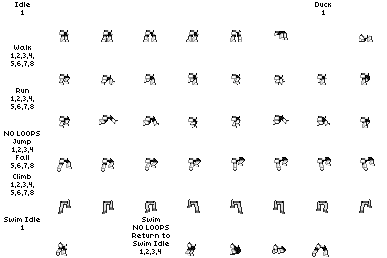 Idle
1
Duck
1
Walk
1,2,3,4,
5,6,7,8
Run
1,2,3,4,
5,6,7,8
NO LOOPS
Jump
1,2,3,4
Fall
5,6,7,8
Climb
1,2,3,4,
5,6,7,8
Swim Idle
1
Swim
NO LOOPS
Return to
Swim Idle
1,2,3,4